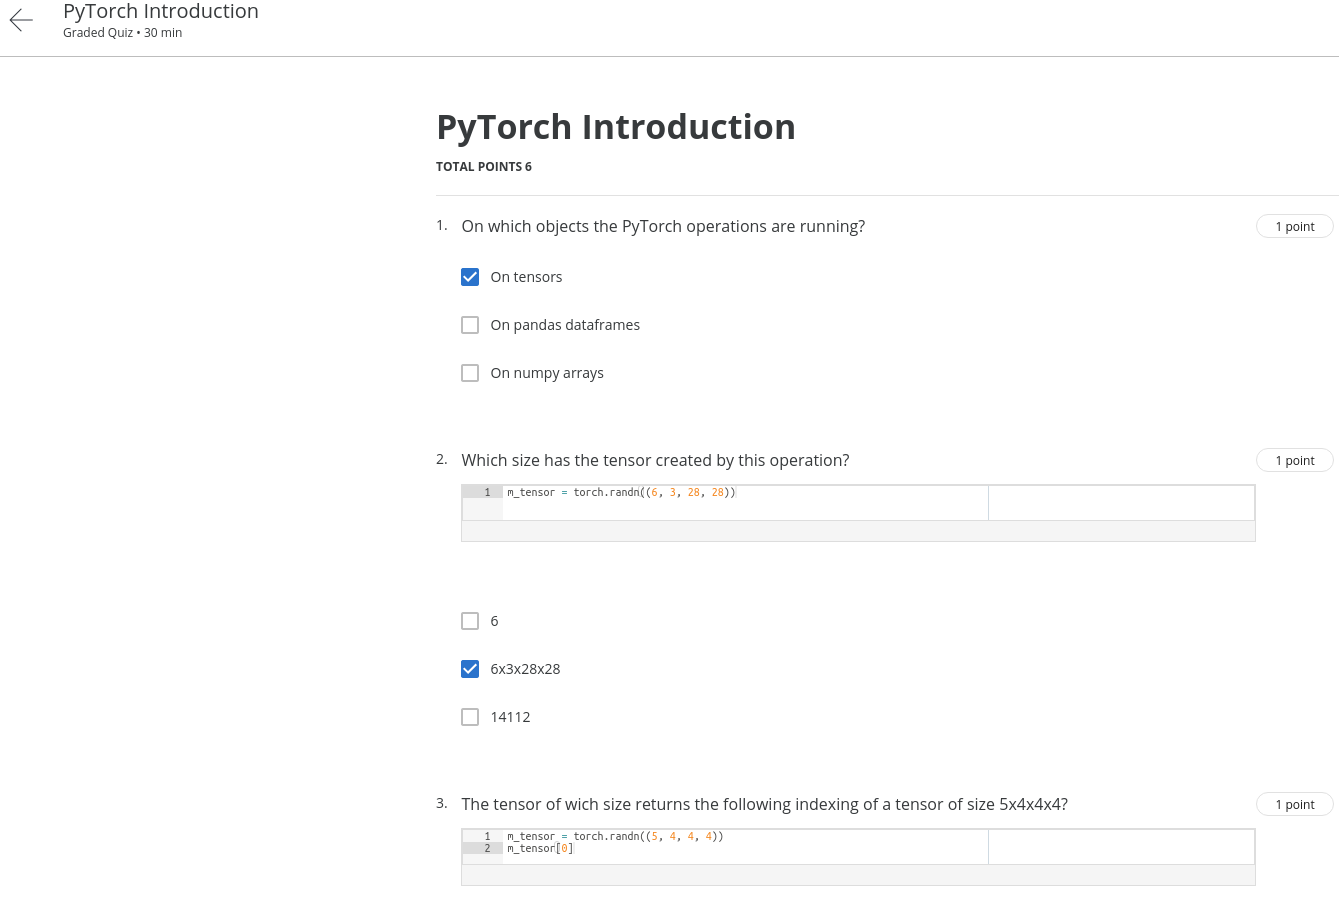 PyTorch Introduction
Graded Quiz • 30 min
PyTorch Introduction
TOTAL POINTS 6
1. On which objects the PyTorch operations are running?
1 point
On tensors
On pandas dataframes
On numpy arrays
2. Which size has the tensor created by this operation?
1 point
1 m_tensor = torch.randn((6, 3, 28, 28))
6
6x3x28x28
14112
3. The tensor of wich size returns the following indexing of a tensor of size 5x4x4x4?
1 point
1 m_tensor = torch.randn((5, 4, 4, 4))
2 m_tensor[0]